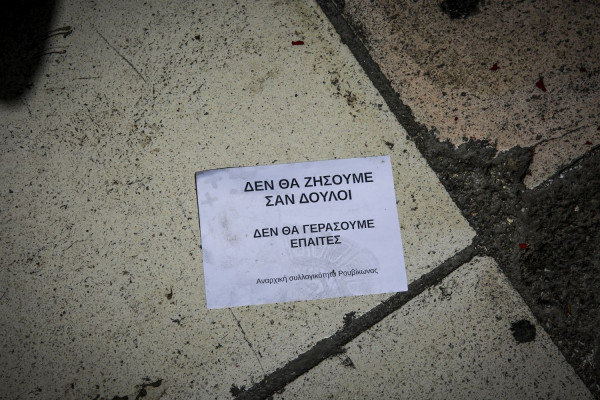 ΔΕΝ ΘΑ ΖΗΣΟΥΜΕ
ΣΑΝ ΔΟΥΛΟΙ
ΔΕΝ ΘΑ ΓΕΡΑΣΟΥΜΕ
ΕΠΑΙΤΕΣ
Αναρχική συλλογικότητα Ρουβίκωνας